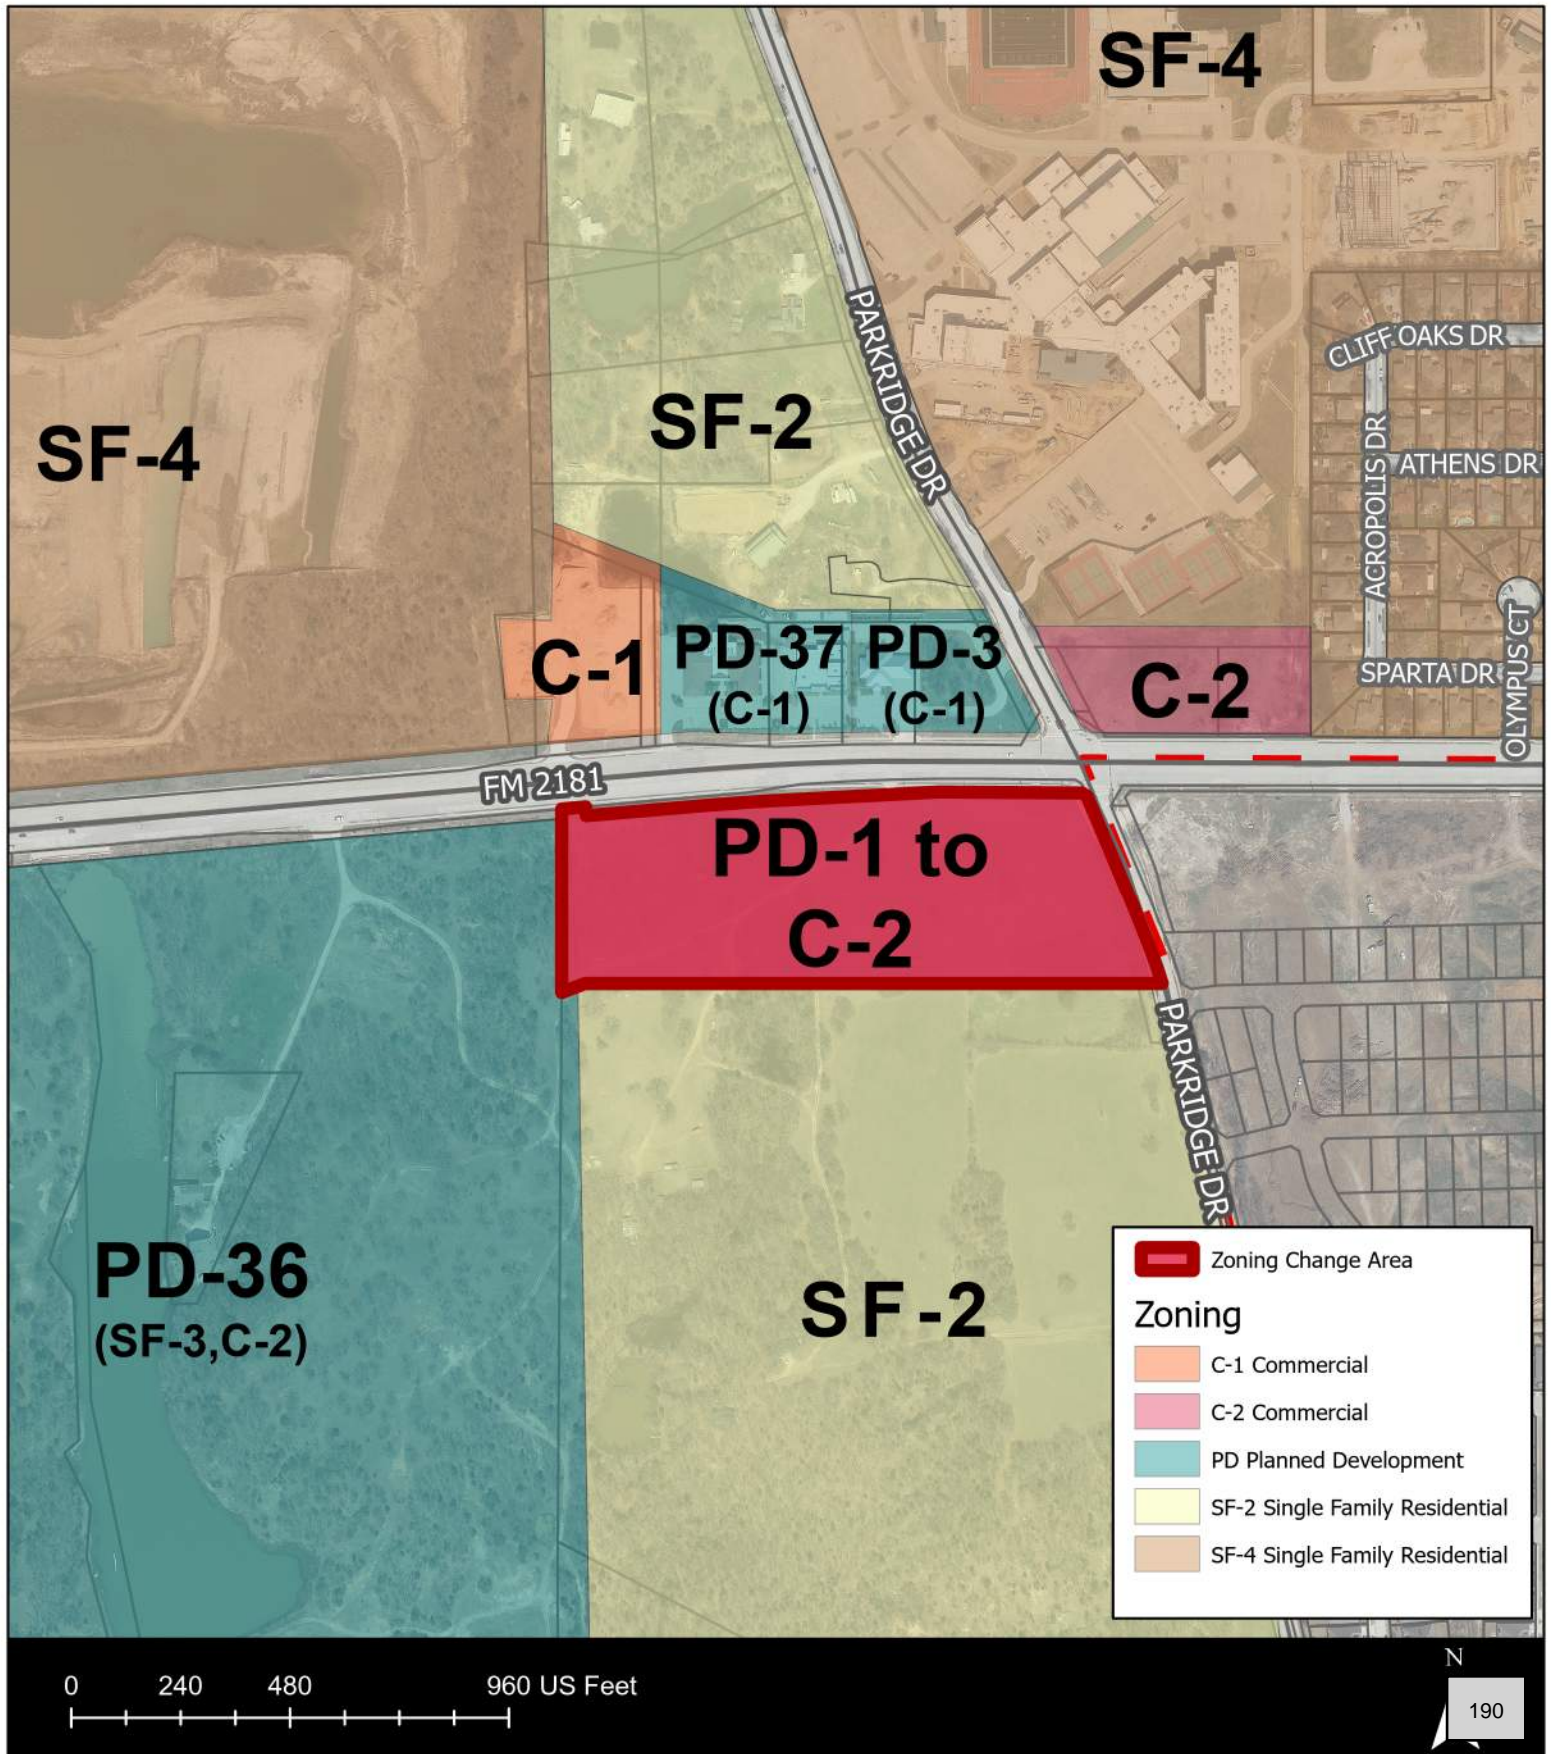 SF-4
PARKRIDGE DR
CLIFF OAKS DR
SF-2
SF-4
ACROPOLIS DR
ATHENS DR
OLYMPUS CT
C-1
PD-37
(C-1)
PD-3
(C-1)
C-2
SPARTA DR
FM 2181
PD-1 to
C-2
PARKRIDGE DR
PD-36
(SF-3,C-2)
SF-2
Zoning Change Area
Zoning
C-1 Commercial
C-2 Commercial
PD Planned Development
SF-2 Single Family Residential
SF-4 Single Family Residential
0 240 480 960 US Feet
N
190